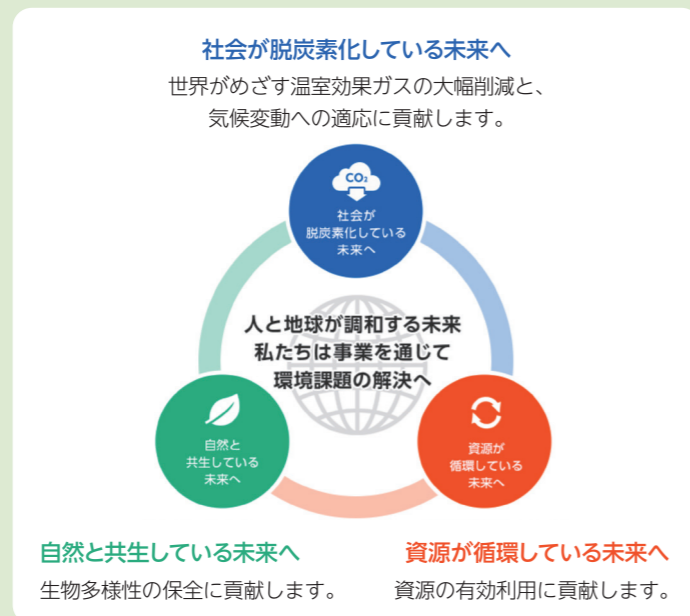 社会が脱炭素化している未来へ
世界がめざす温室効果ガスの大幅削減と、
気候変動への適応に貢献します。
CO₂
社会が
脱炭素化している
未来へ
人と地球が調和する未来
私たちは事業を通じて
環境課題の解決へ
自然と
共生している
未来へ
資源が
循環している
未来へ
自然と共生している未来へ
生物多様性の保全に貢献します。
資源が循環している未来へ
資源の有効利用に貢献します。